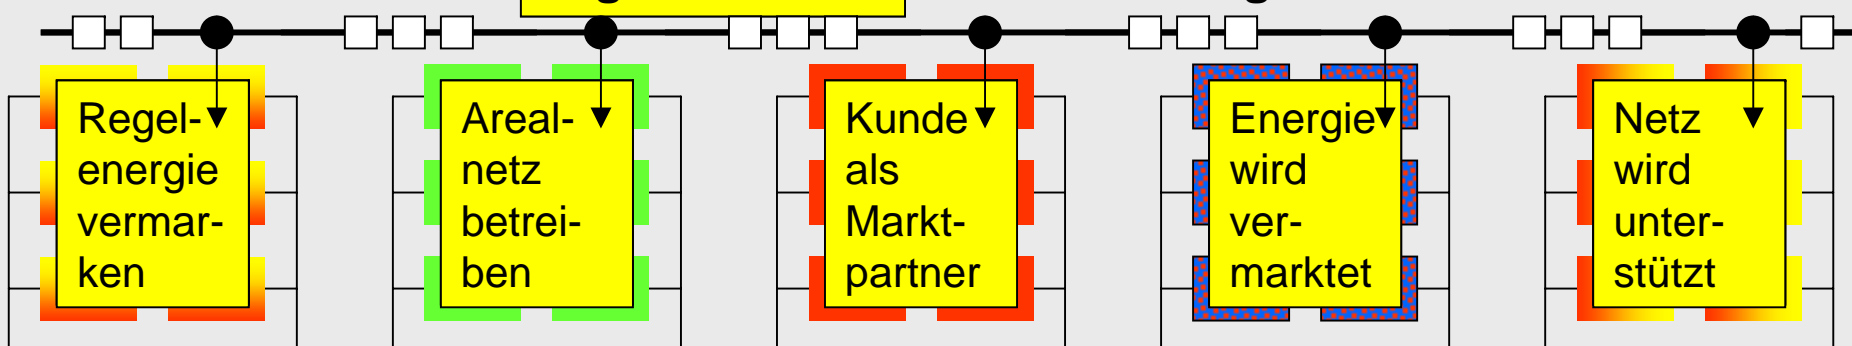 Regel-
energie
vermar-
ken
Areal-
netz
betrei-
ben
Kunde
als
Markt-
partner
Energie
wird
ver-
marktet
Netz
wird
unter-
stützt